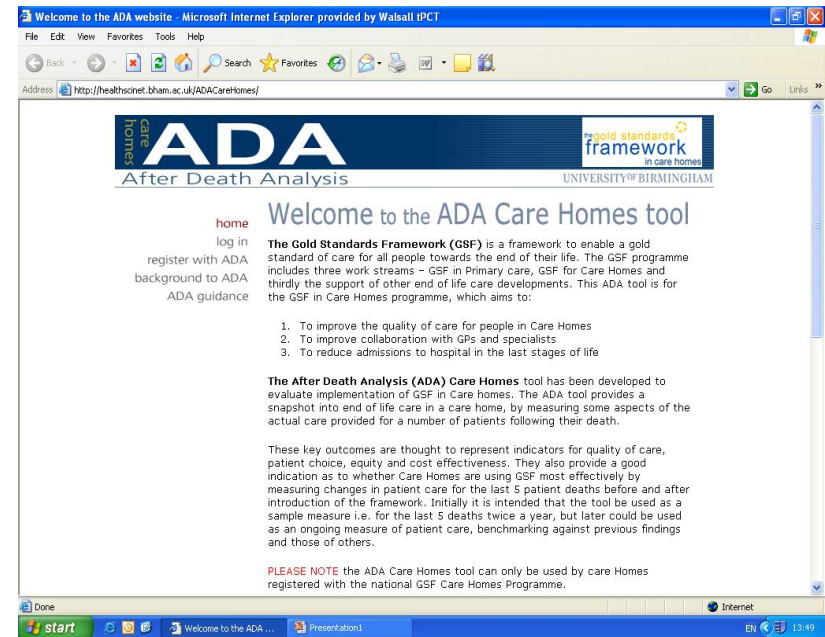 Welcome to the ADA website - Microsoft Internet Explorer provided by Walsall tPCT
File Edit View Favorites Tools Help
Back Search Favorites
Address http://healthscinet.bham.ac.uk/ADACareHomes/ Go Links »
care homes ADA
the gold standards framework in care homes
After Death Analysis
UNIVERSITY OF BIRMINGHAM
home
log in
register with ADA
background to ADA
ADA guidance
Welcome to the ADA Care Homes tool
The Gold Standards Framework (GSF) is a framework to enable a gold
standard of care for all people towards the end of their life. The GSF programme
includes three work streams – GSF in Primary care, GSF for Care Homes and
thirdly the support of other end of life care developments. This ADA tool is for
the GSF in Care Homes programme, which aims to:
1. To improve the quality of care for people in Care Homes
2. To improve collaboration with GPs and specialists
3. To reduce admissions to hospital in the last stages of life
The After Death Analysis (ADA) Care Homes tool has been developed to
evaluate implementation of GSF in Care homes. The ADA tool provides a
snapshot into end of life care in a care home, by measuring some aspects of the
actual care provided for a number of patients following their death.
These key outcomes are thought to represent indicators for quality of care,
patient choice, equity and cost effectiveness. They also provide a good
indication as to whether Care Homes are using GSF most effectively by
measuring changes in patient care for the last 5 patient deaths before and after
introduction of the framework. Initially it is intended that the tool be used as a
sample measure i.e. for the last 5 deaths twice a year, but later could be used
as an ongoing measure of patient care, benchmarking against previous findings
and those of others.
PLEASE NOTE the ADA Care Homes tool can only be used by care Homes
registered with the national GSF Care Homes Programme.
Done Internet
start Welcome to the ADA ... Presentation1 EN 13:49